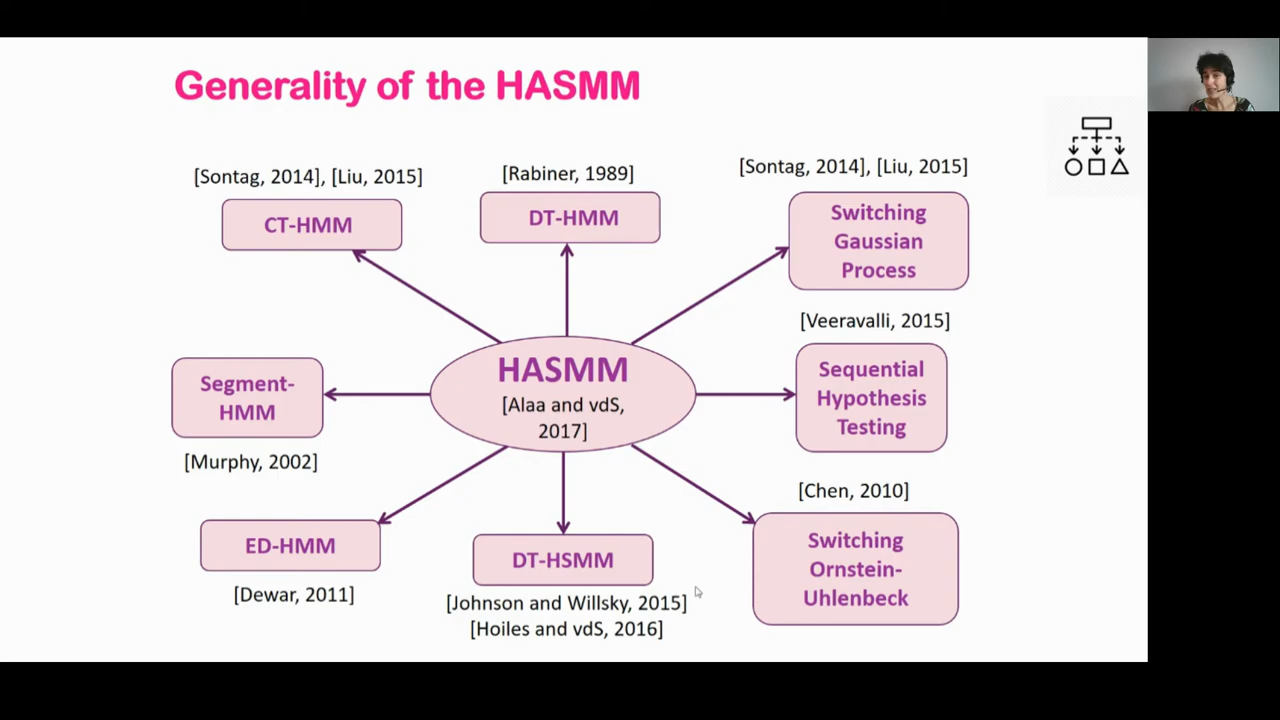 Generality of the HASMM
[Sontag, 2014], [Liu, 2015]
CT-HMM
[Rabiner, 1989]
DT-HMM
[Sontag, 2014], [Liu, 2015]
Switching
Gaussian
Process
[Veeravalli, 2015]
Sequential
Hypothesis
Testing
HASMM
[Alaa and vdS,
2017]
Segment-
HMM
[Murphy, 2002]
ED-HMM
[Dewar, 2011]
DT-HSMM
[Johnson and Willsky, 2015]
[Hoiles and vdS, 2016]
[Chen, 2010]
Switching
Ornstein-
Uhlenbeck